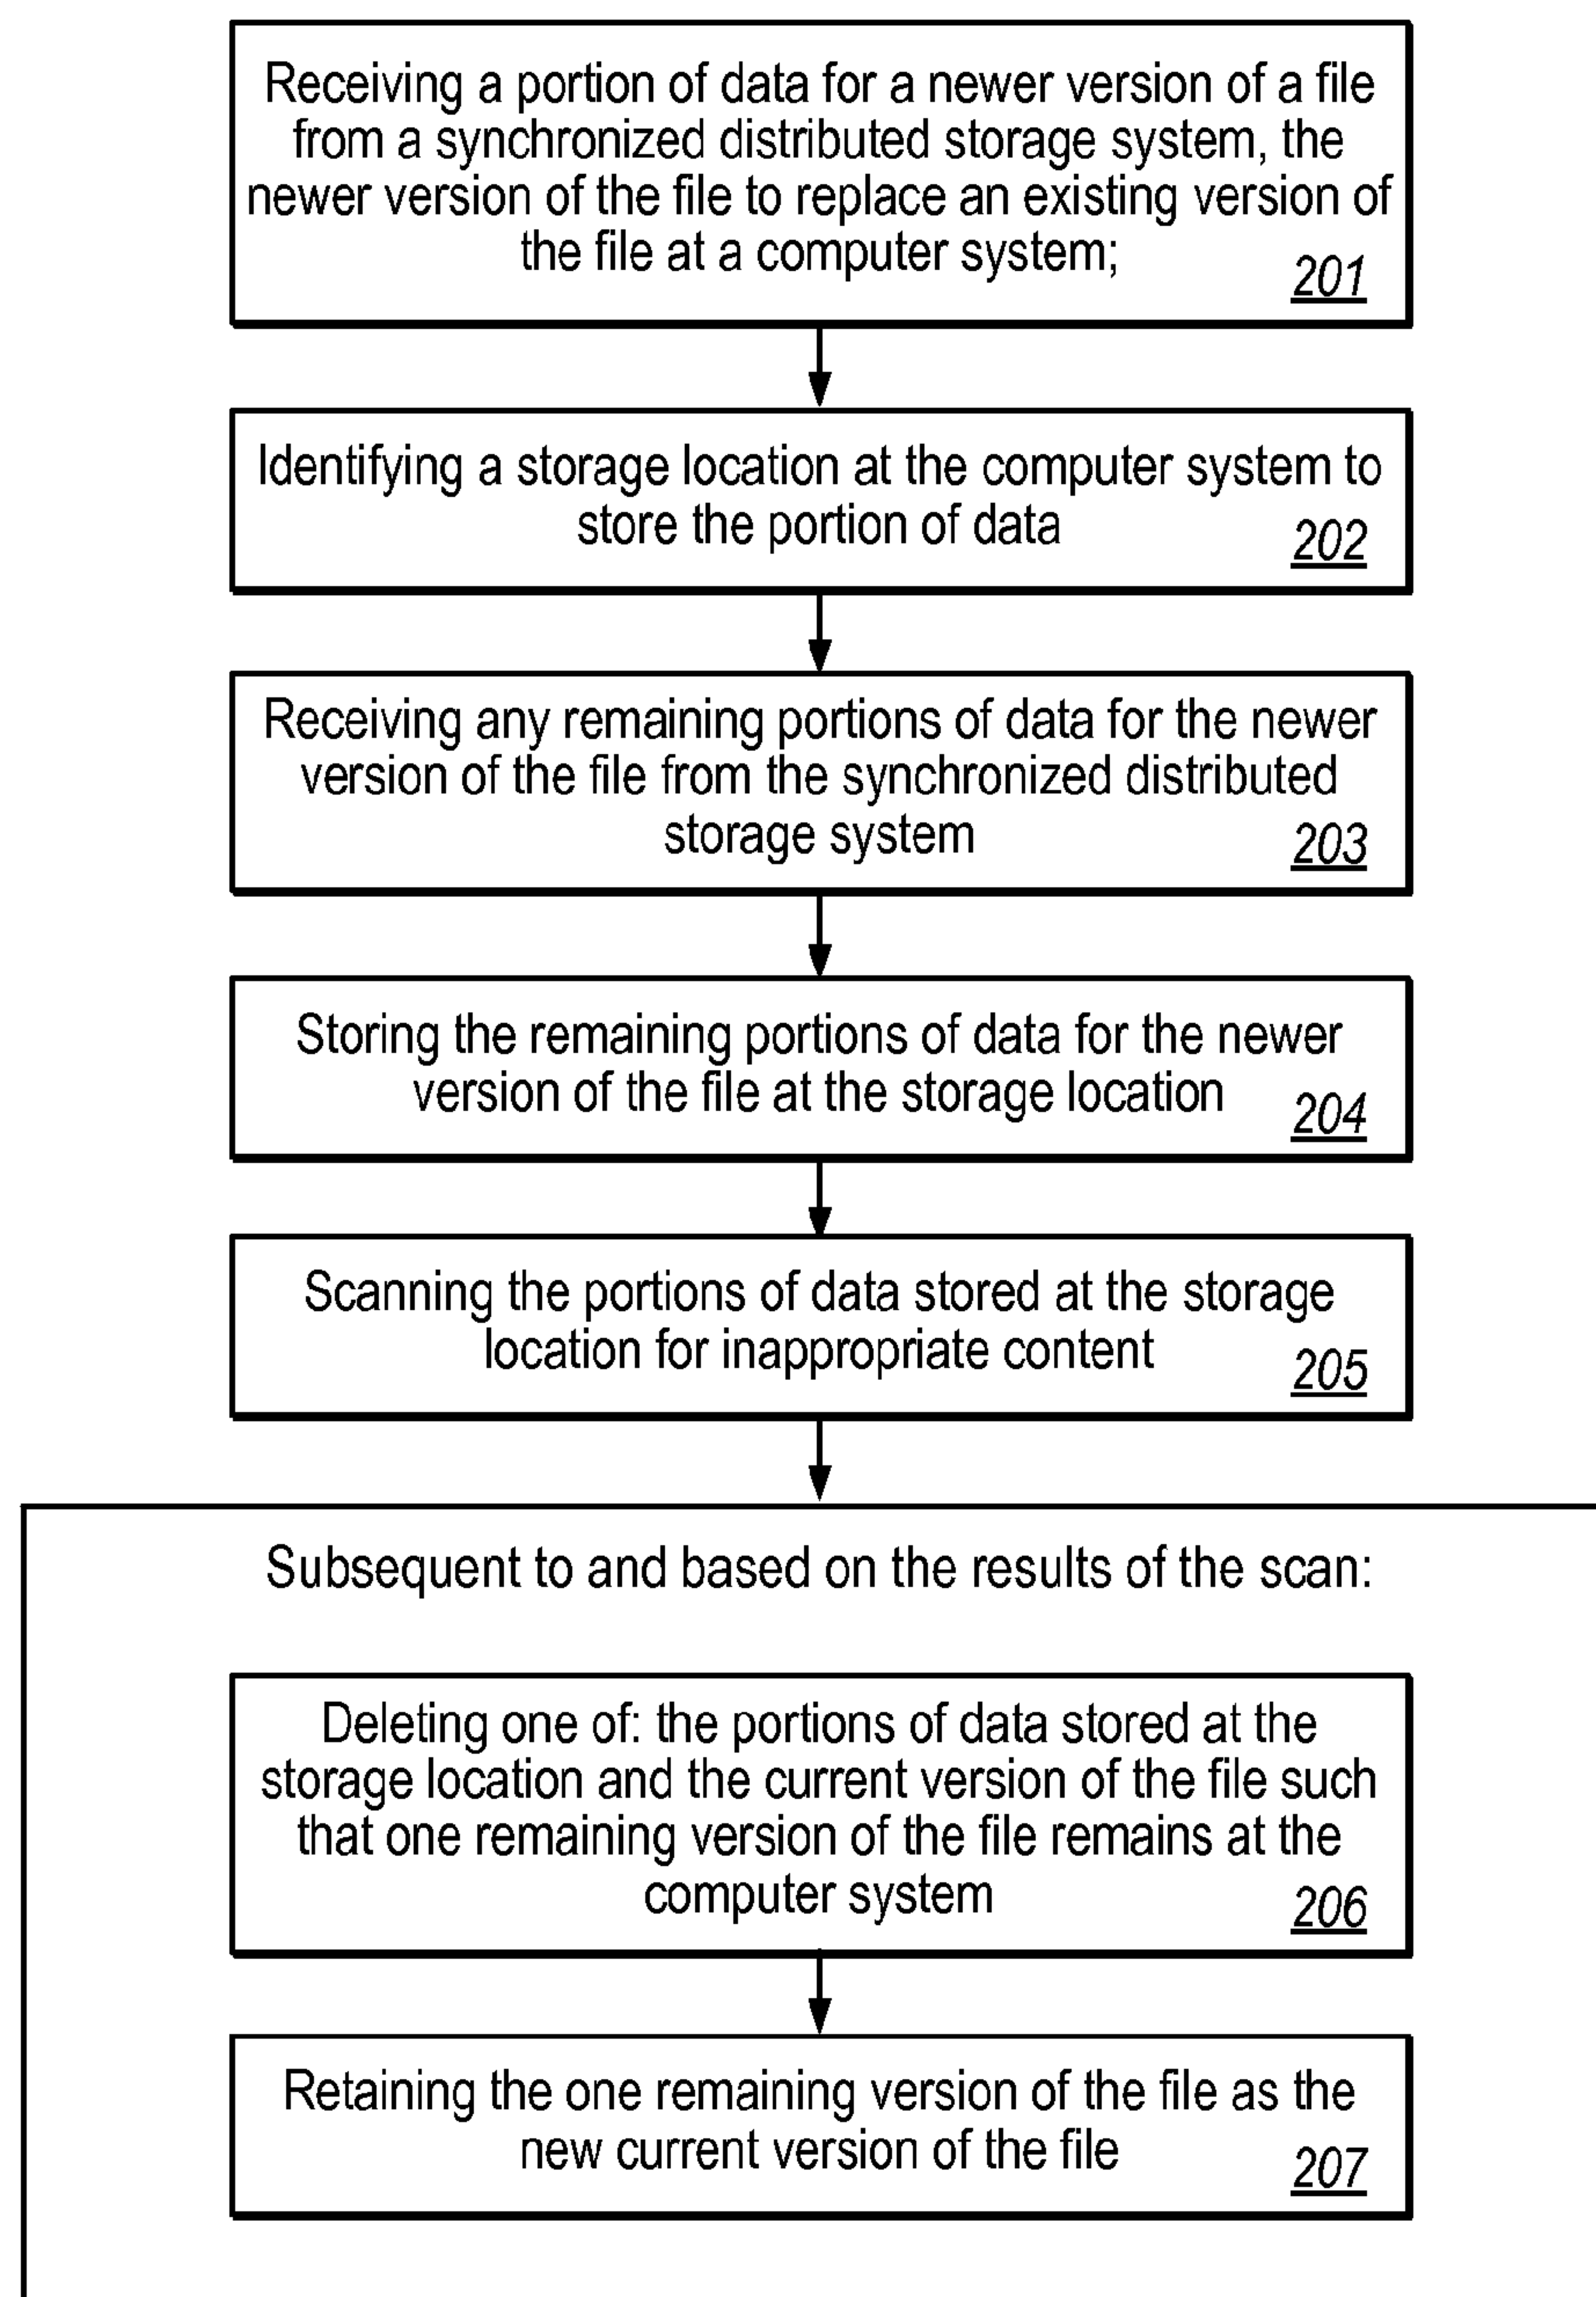 Receiving a portion of data for a newer version of a file
from a synchronized distributed storage system, the
newer version of the file to replace an existing version of
the file at a computer system;
201
Identifying a storage location at the computer system to
store the portion of data
202
Receiving any remaining portions of data for the newer
version of the file from the synchronized distributed
storage system
203
Storing the remaining portions of data for the newer
version of the file at the storage location
204
Scanning the portions of data stored at the storage
location for inappropriate content
205
Subsequent to and based on the results of the scan:
Deleting one of: the portions of data stored at the
storage location and the current version of the file such
that one remaining version of the file remains at the
computer system
206
Retaining the one remaining version of the file as the
new current version of the file
207